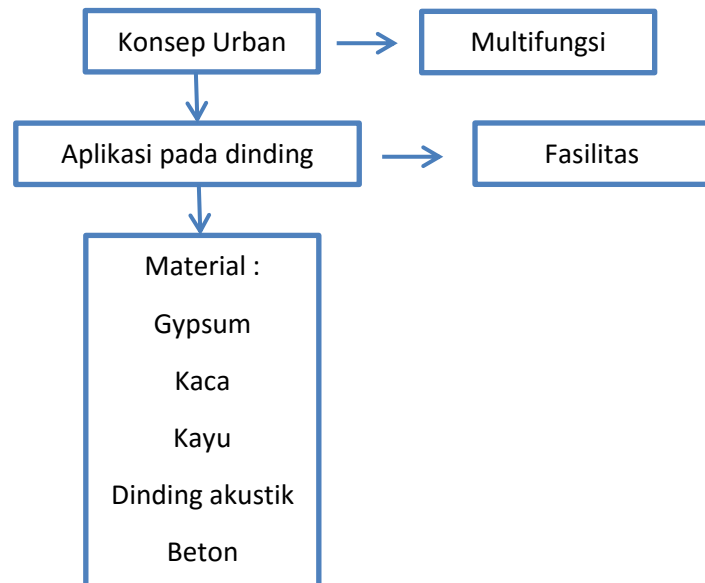 Konsep Urban
Multifungsi
Aplikasi pada dinding
Fasilitas
Material :
Gypsum
Kaca
Kayu
Dinding akustik
Beton